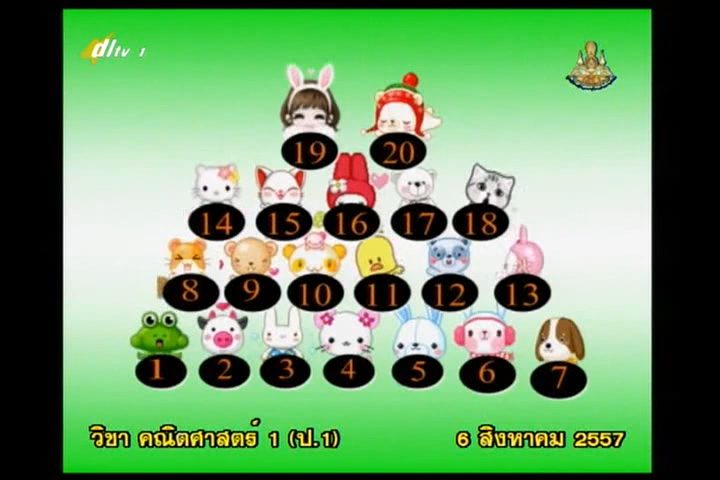 dltv 1
19 20
14 15 16 17 18
8 9 10 11 12 13
1 2 3 4 5 6 7
วิชา คณิตศาสตร์ 1 (ป.1) 6 สิงหาคม 2557